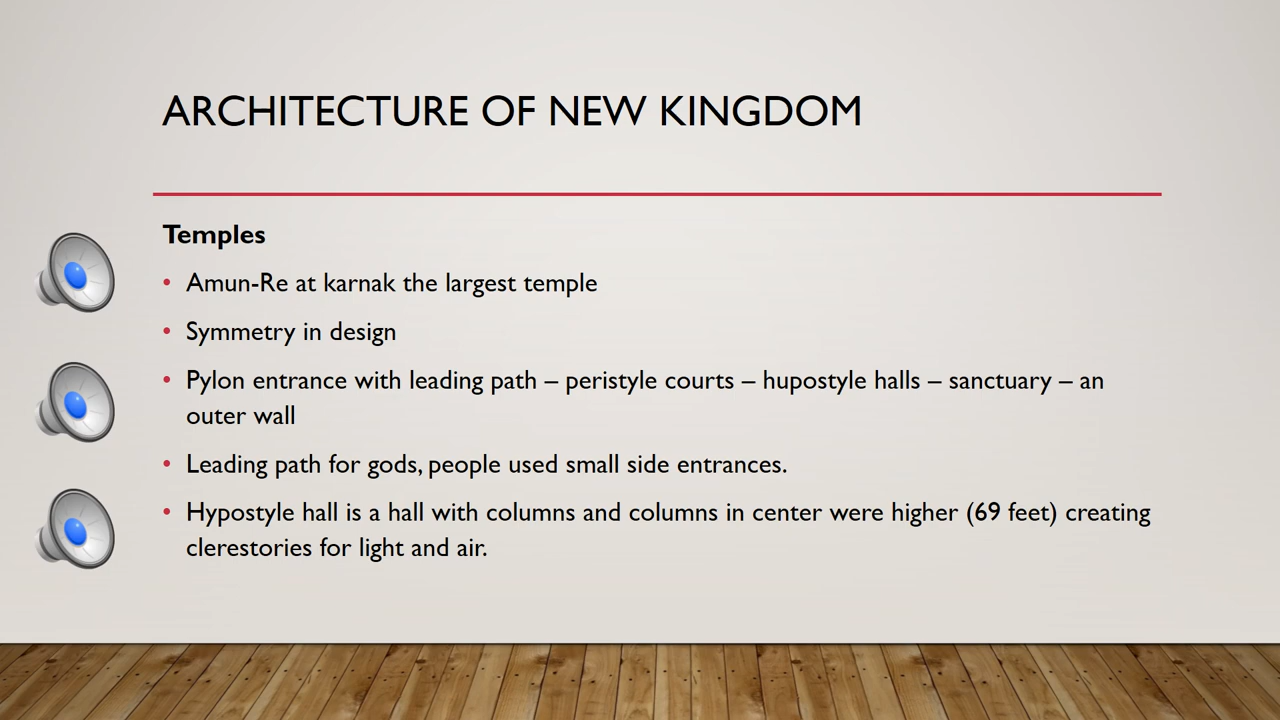 ARCHITECTURE OF NEW KINGDOM
Temples
• Amun-Re at karnak the largest temple
• Symmetry in design
• Pylon entrance with leading path – peristyle courts – hupostyle halls – sanctuary – an
outer wall
• Leading path for gods, people used small side entrances.
• Hypostyle hall is a hall with columns and columns in center were higher (69 feet) creating
clerestories for light and air.